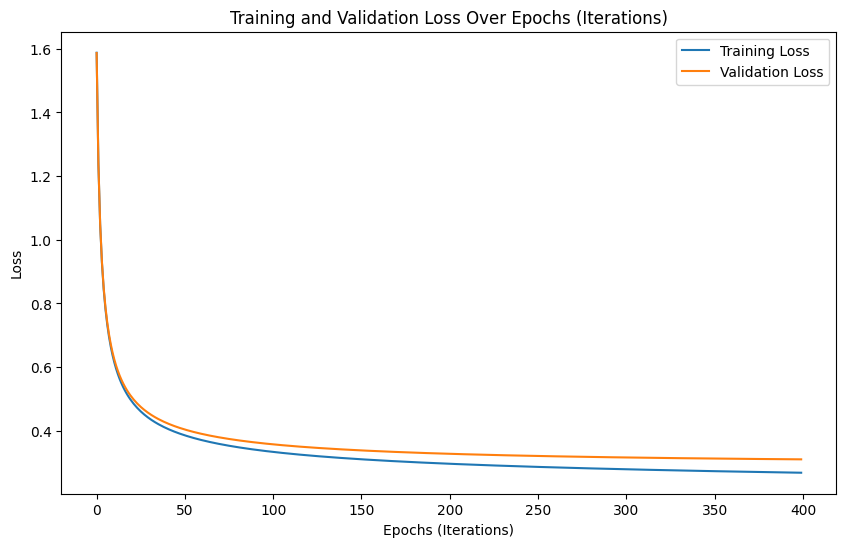 Training and Validation Loss Over Epochs (Iterations)
Training Loss
Validation Loss
1.6
1.4
1.2
1.0
0.8
0.6
0.4
Loss
0 50 100 150 200 250 300 350 400
Epochs (Iterations)